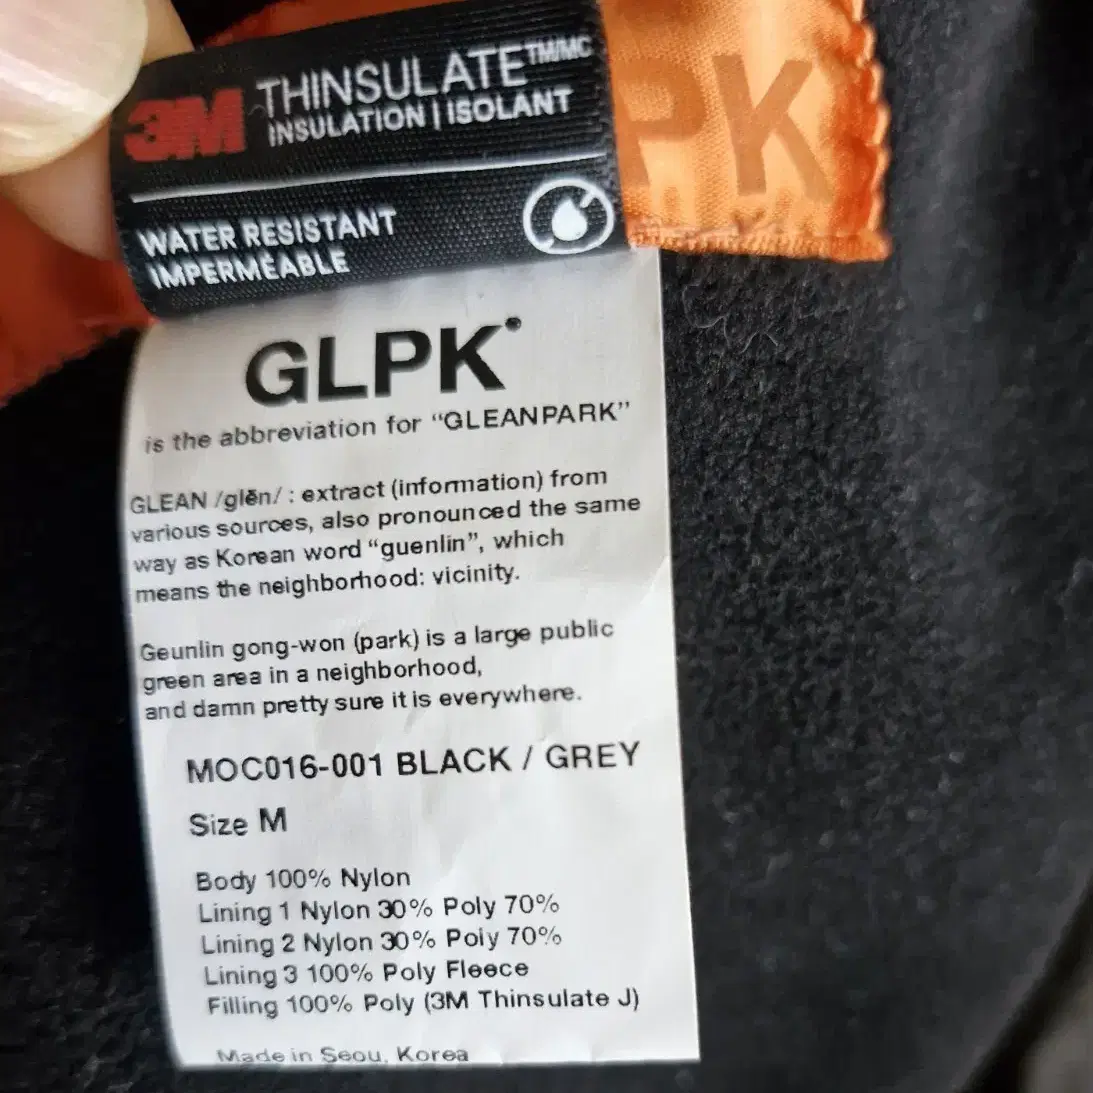 3M THINSULATE™/MC
INSULATION | ISOLANT
WATER RESISTANT
IMPERMÉABLE
PK
GLPK
is the abbreviation for “GLEANPARK”
GLEAN /glēn/ : extract (information) from
various sources, also pronounced the same
way as Korean word “guenlin”, which
means the neighborhood: vicinity.
Geunlin gong-won (park) is a large public
green area in a neighborhood,
and damn pretty sure it is everywhere.
MOC016-001 BLACK / GREY
Size M
Body 100% Nylon
Lining 1 Nylon 30% Poly 70%
Lining 2 Nylon 30% Poly 70%
Lining 3 100% Poly Fleece
Filling 100% Poly (3M Thinsulate J)
Made in Seou, Korea